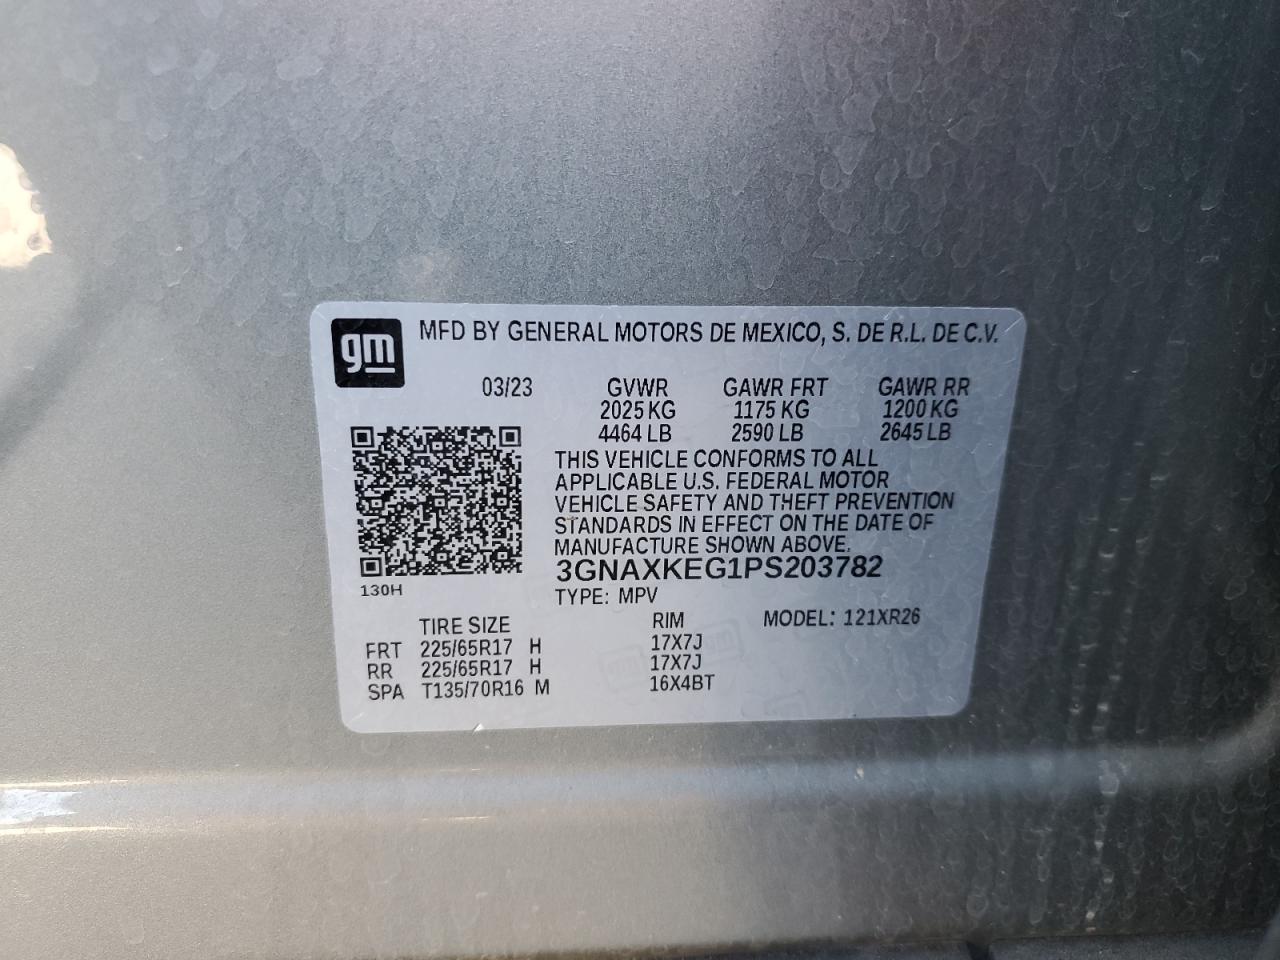 gm MFD BY GENERAL MOTORS DE MEXICO, S. DE R.L. DE C.V.
03/23 GVWR GAWR FRT GAWR RR
2025 KG 1175 KG 1200 KG
4464 LB 2590 LB 2645 LB
THIS VEHICLE CONFORMS TO ALL
APPLICABLE U.S. FEDERAL MOTOR
VEHICLE SAFETY AND THEFT PREVENTION
STANDARDS IN EFFECT ON THE DATE OF
MANUFACTURE SHOWN ABOVE.
3GNAXKEG1PS203782
130H
TYPE: MPV
TIRE SIZE RIM MODEL: 121XR26
FRT 225/65R17 H 17X7J
RR 225/65R17 H 17X7J
SPA T135/70R16 M 16X4BT